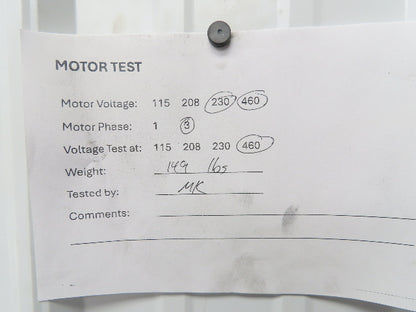 MOTOR TEST
Motor Voltage: 115 208 230 460
Motor Phase: 1 3
Voltage Test at: 115 208 230 460
Weight: 149 lbs
Tested by: MK
Comments: